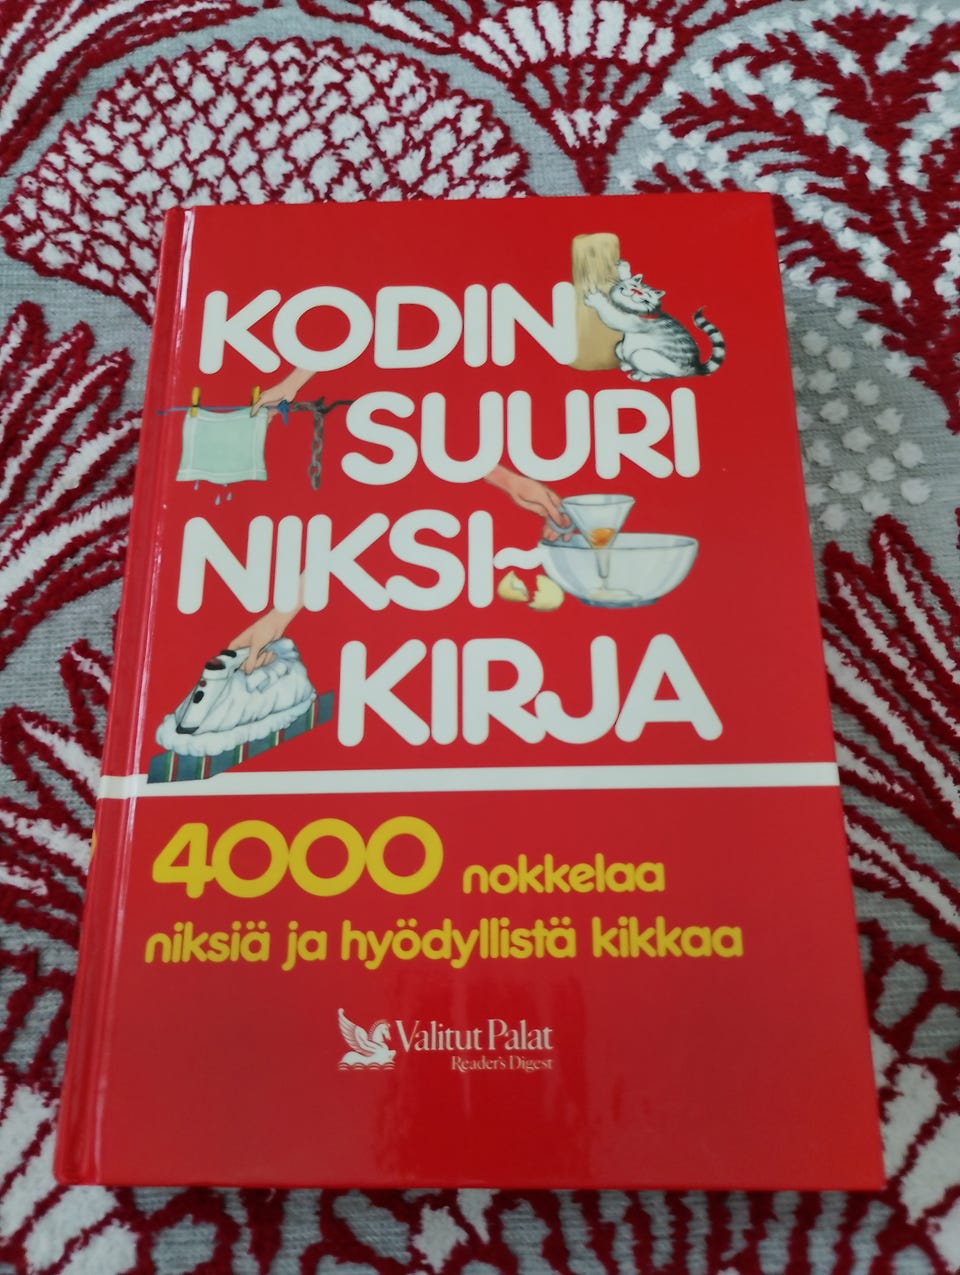 KODIN
SUURI
NIKSI-
KIRJA
4000 nokkelaa
niksiä ja hyödyllistä kikkaa
Valitut Palat
Reader's Digest